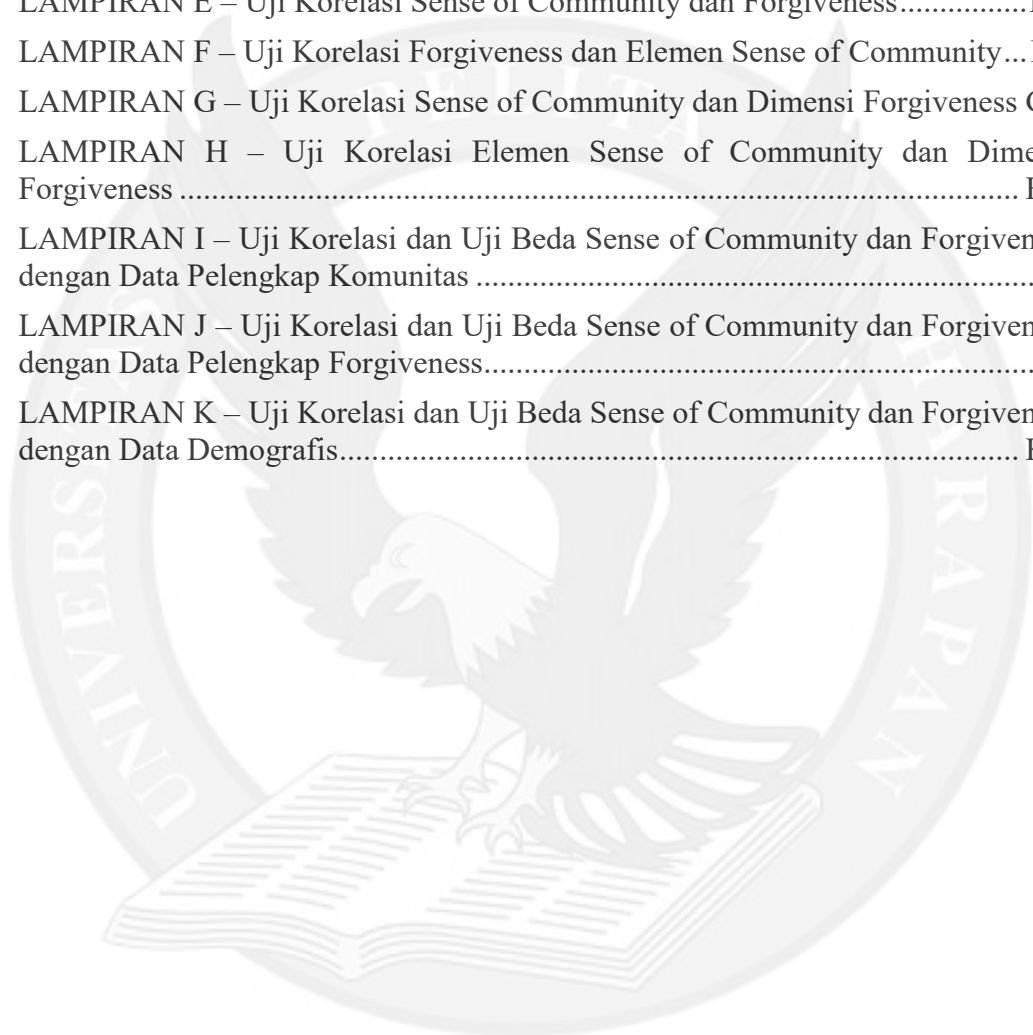 LAMPIRAN E – Uji Korelasi Sense of Community dan Forgiveness...............
LAMPIRAN F – Uji Korelasi Forgiveness dan Elemen Sense of Community...
LAMPIRAN G – Uji Korelasi Sense of Community dan Dimensi Forgiveness
LAMPIRAN H – Uji Korelasi Elemen Sense of Community dan
Forgiveness ........................................................................................................
LAMPIRAN I – Uji Korelasi dan Uji Beda Sense of Community dan
dengan Data Pelengkap Komunitas .....................................................................
LAMPIRAN J – Uji Korelasi dan Uji Beda Sense of Community dan
dengan Data Pelengkap Forgiveness....................................................................
LAMPIRAN K – Uji Korelasi dan Uji Beda Sense of Community dan
dengan Data Demografis....................................................................................
UNIVERSITAS PELITA HARAPAN